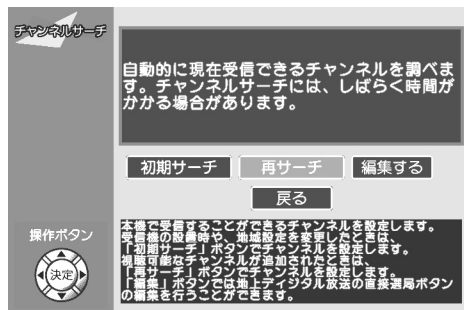 チャンネルサーチ
自動的に現在受信できるチャンネルを調べま
す。チャンネルサーチには、しばらく時間が
かかる場合があります。
初期サーチ 再サーチ 編集する
戻る
操作ボタン
決定
本機で受信することができるチャンネルを設定します。
受信機の設置時や、地域設定を変更したときは、
「初期サーチ」ボタンでチャンネルを設定します。
視聴可能なチャンネルが追加されたときは、
「再サーチ」ボタンでチャンネルを設定します。
「編集」ボタンでは地上ディジタル放送の直接選局ボタン
の編集を行うことができます。